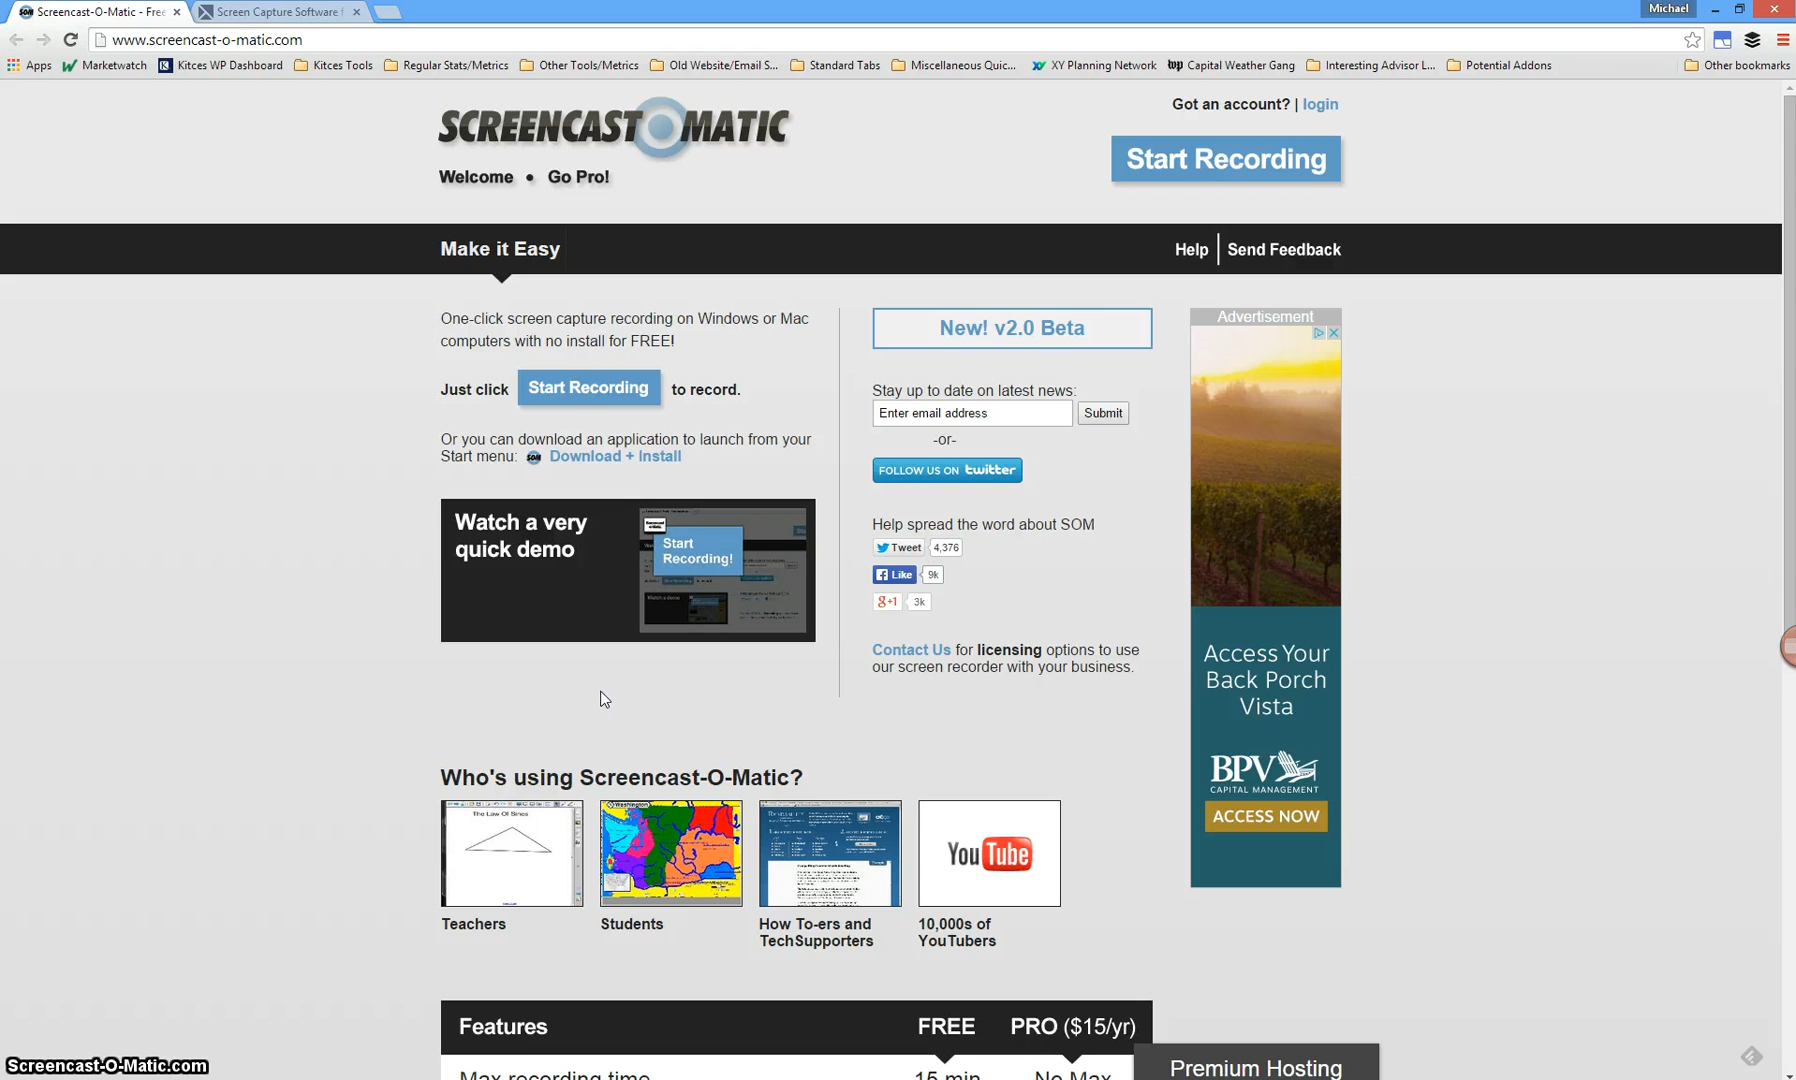 Screencast-O-Matic - Free
Screen Capture Software f
Michael
www.screencast-o-matic.com
Apps Marketwatch Kitces WP Dashboard Kitces Tools Regular Stats/Metrics Other Tools/Metrics Old Website/Email S... Standard Tabs Miscellaneous Quic... XY Planning Network Capital Weather Gang Interesting Advisor L... Potential Addons Other bookmarks
SCREENCAST O MATIC
Got an account? | login
Start Recording
Welcome • Go Pro!
Make it Easy
Help Send Feedback
One-click screen capture recording on Windows or Mac
computers with no install for FREE!
Just click Start Recording to record.
Or you can download an application to launch from your
Start menu: SOM Download + Install
Watch a very
quick demo
Start
Recording!
New! v2.0 Beta
Stay up to date on latest news:
Enter email address Submit
-or-
FOLLOW US ON twitter
Help spread the word about SOM
Tweet 4,376
Like 9k
g+1 3k
Contact Us for licensing options to use
our screen recorder with your business.
Advertisement
Access Your
Back Porch
Vista
BPV
CAPITAL MANAGEMENT
ACCESS NOW
Who's using Screencast-O-Matic?
The Law Of Sines
Washington
YouTube
Teachers
Students
How To-ers and
TechSupporters
10,000s of
YouTubers
Features FREE PRO ($15/yr)
Max recording time 15 min No Max
Premium Hosting
Screencast-O-Matic.com